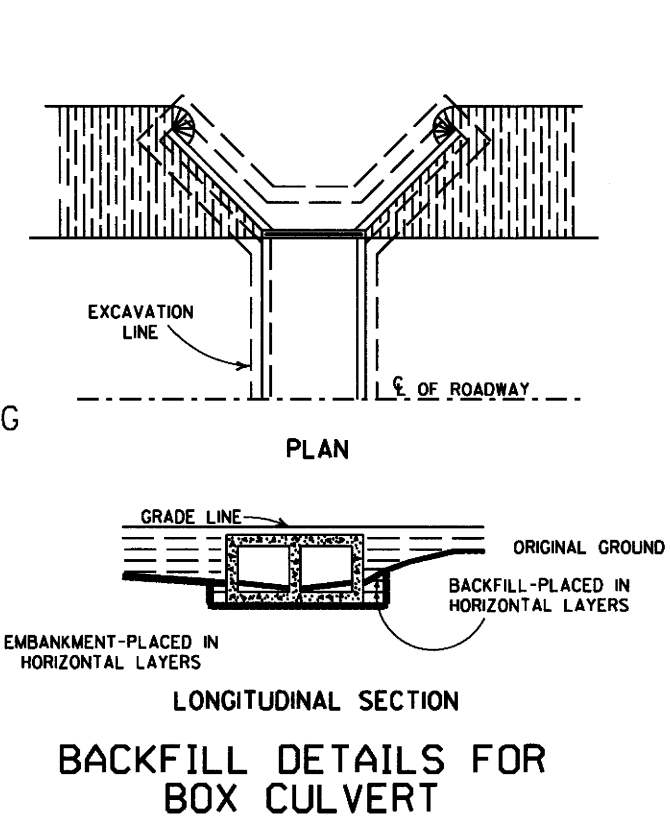 EXCAVATION
LINE
℄ OF ROADWAY
G
PLAN
GRADE LINE
ORIGINAL GROUND
BACKFILL-PLACED IN
HORIZONTAL LAYERS
EMBANKMENT-PLACED IN
HORIZONTAL LAYERS
LONGITUDINAL SECTION
BACKFILL DETAILS FOR
BOX CULVERT